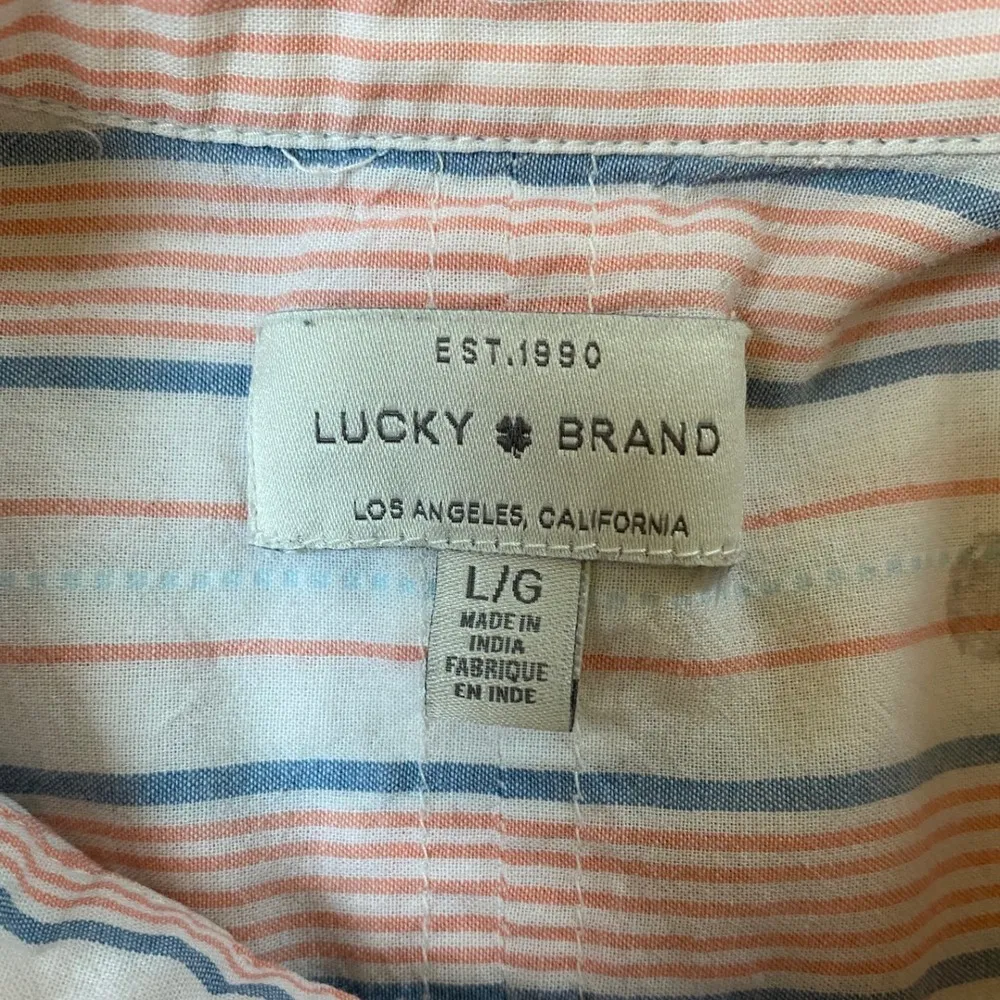 EST.1990
LUCKY BRAND
LOS ANGELES, CALIFORNIA
L/G
MADE IN
INDIA
FABRIQUE
EN INDE